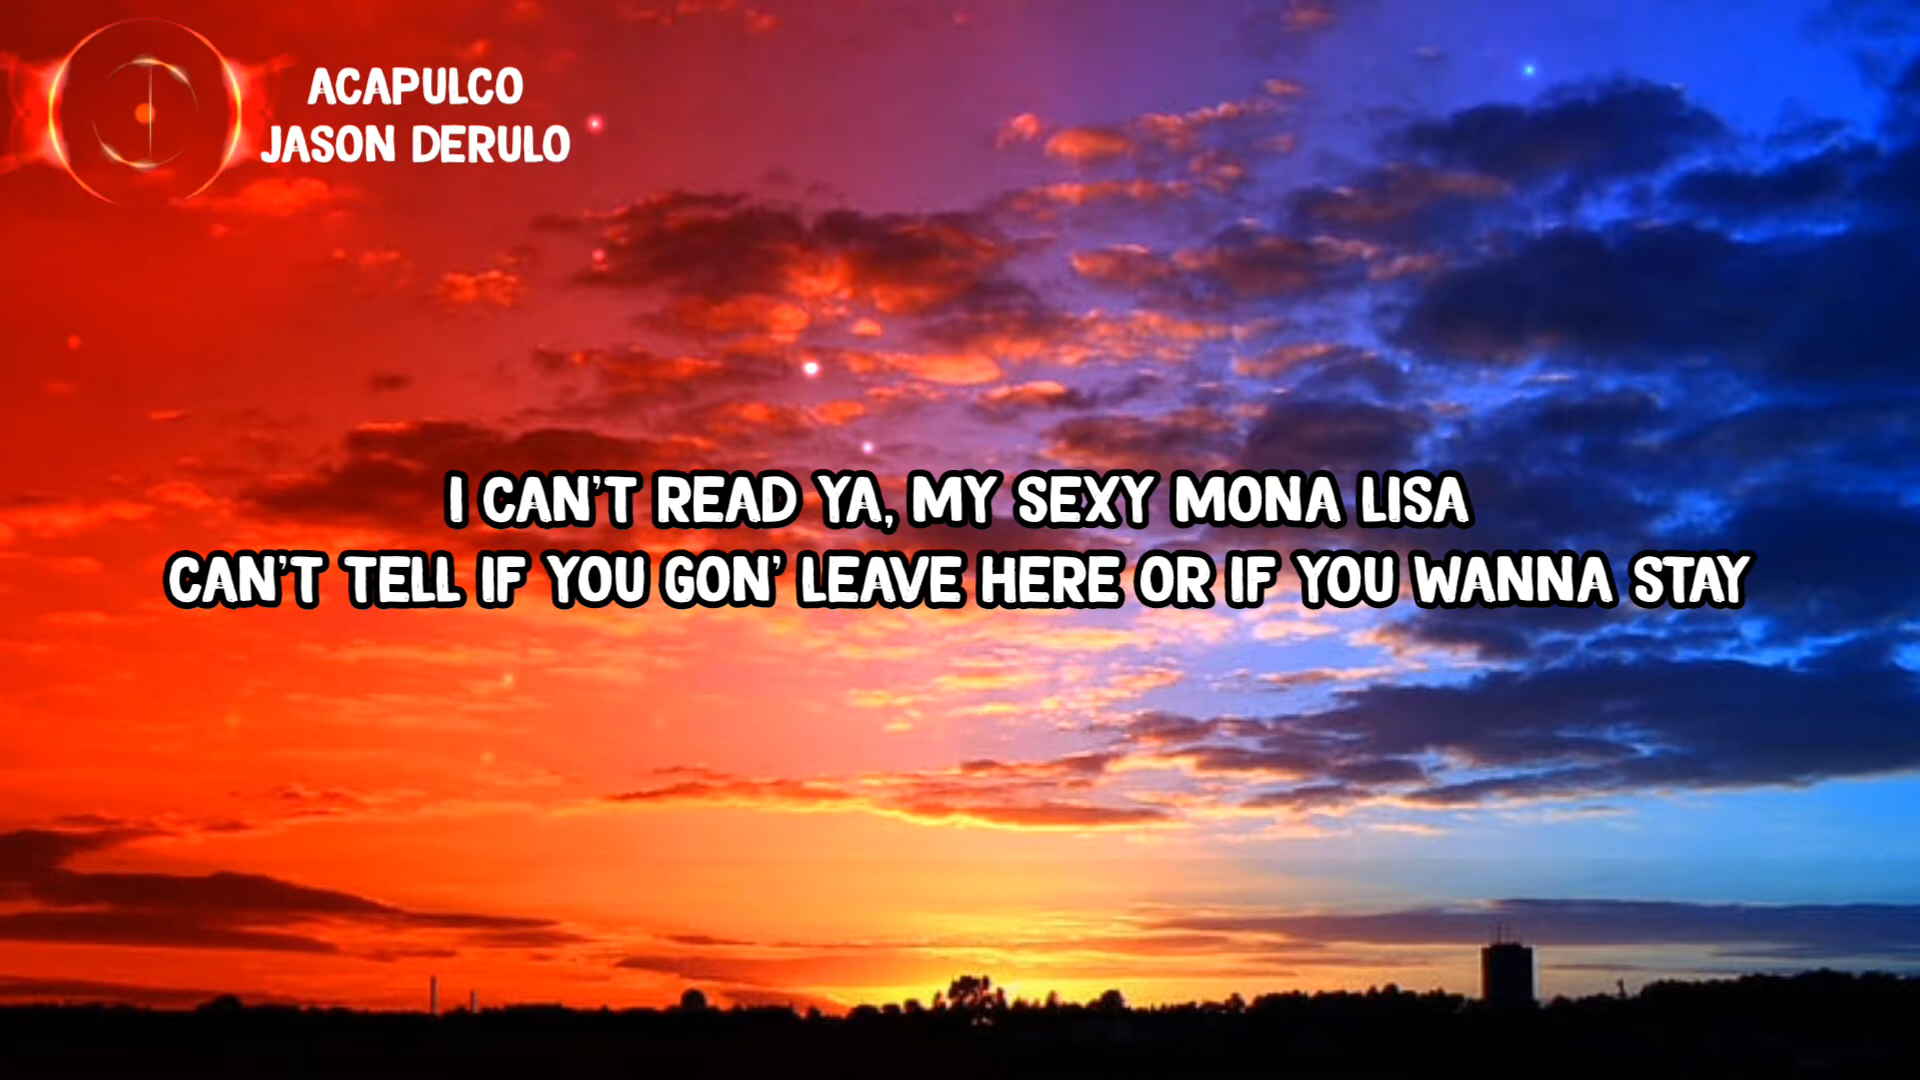 ACAPULCO
JASON DERULO
I CAN'T READ YA, MY SEXY MONA LISA
CAN'T TELL IF YOU GON' LEAVE HERE OR IF YOU WANNA STAY